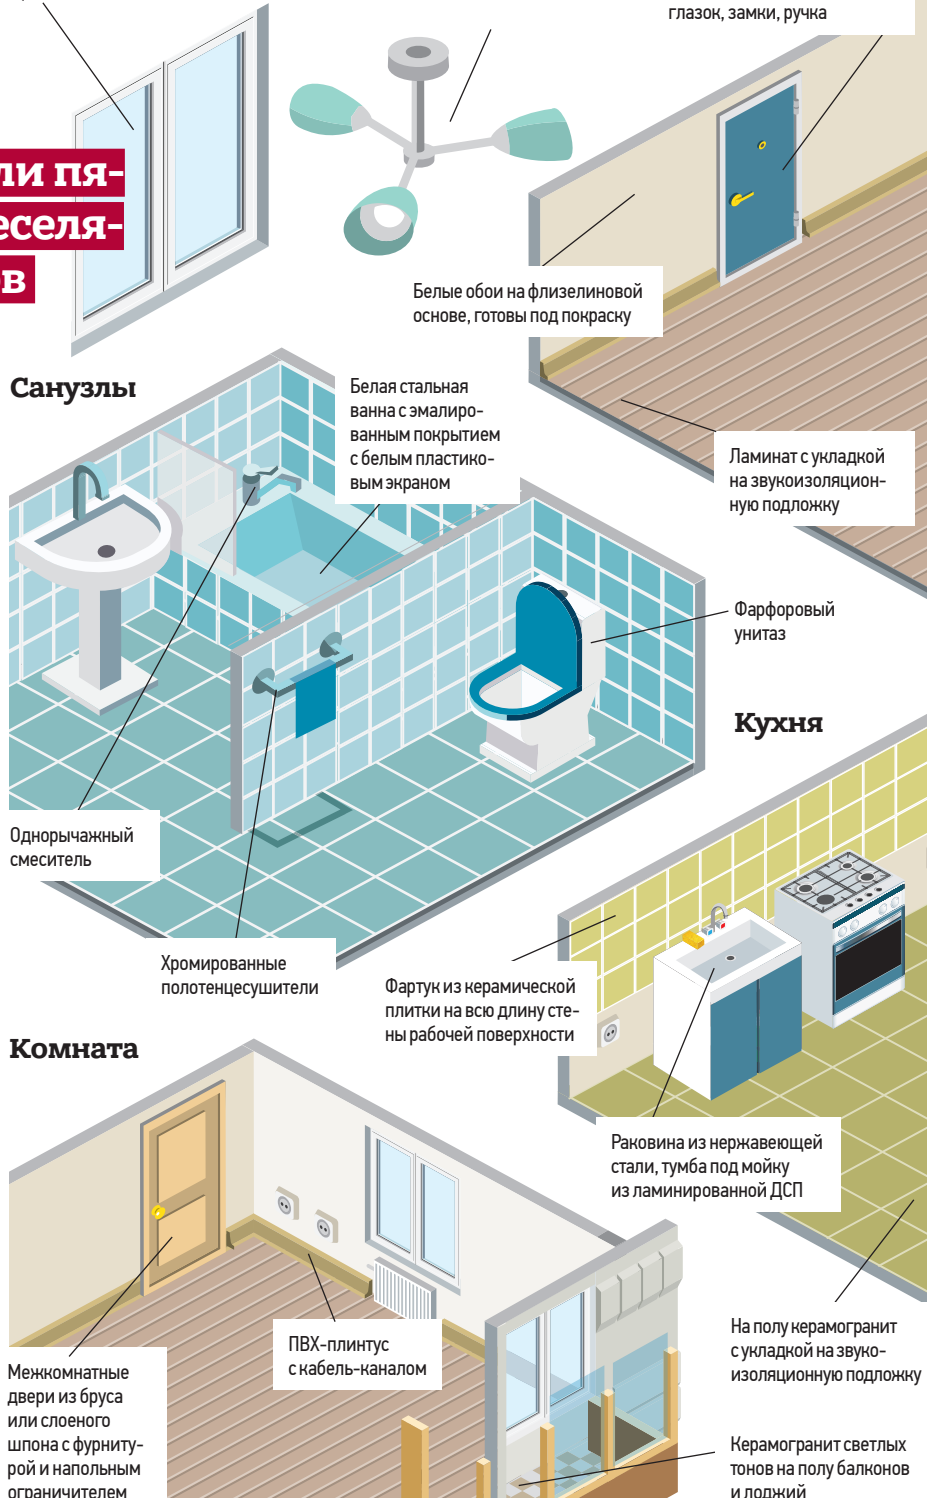 глазок, замки, ручка
ли пя-
еселя-
в
Белые обои на флизелиновой
основе, готовы под покраску
Санузлы
Белая стальная
ванна с эмалиро-
ванным покрытием
с белым пластико-
вым экраном
Ламинат с укладкой
на звукоизоляцион-
ную подложку
Фарфоровый
унитаз
Кухня
Однорычажный
смеситель
Хромированные
полотенцесушители
Фартук из керамической
плитки на всю длину сте-
ны рабочей поверхности
Комната
Раковина из нержавеющей
стали, тумба под мойку
из ламинированной ДСП
ПВХ-плинтус
с кабель-каналом
На полу керамогранит
с укладкой на звуко-
изоляционную подложку
Межкомнатные
двери из бруса
или слоеного
шпона с фурниту-
рой и напольным
ограничителем
Керамогранит светлых
тонов на полу балконов
и лоджий